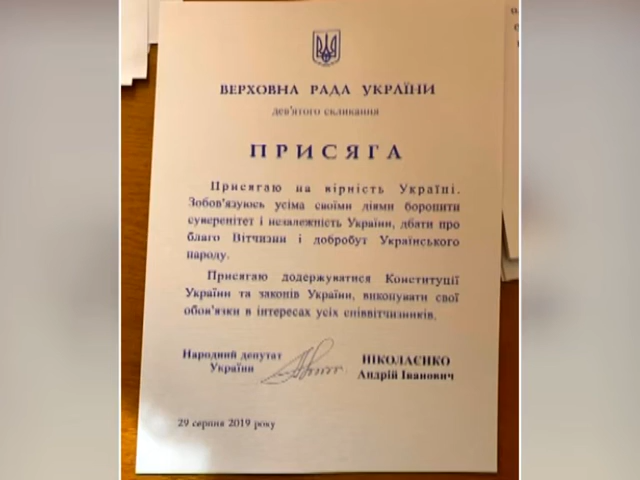 ВЕРХОВНА РАДА УКРАЇНИ
дев'ятого скликання
ПРИСЯГА
Присягаю на вірність Україні.
Зобов'язуюсь усіма своїми діями боронити
суверенітет і незалежність України, дбати про
благо Вітчизни і добробут Українського
народу.
Присягаю додержуватися Конституції
України та законів України, виконувати свої
обов'язки в інтересах усіх співвітчизників.
Народний депутат
України
НІКОЛАЄНКО
Андрій Іванович
29 серпня 2019 року